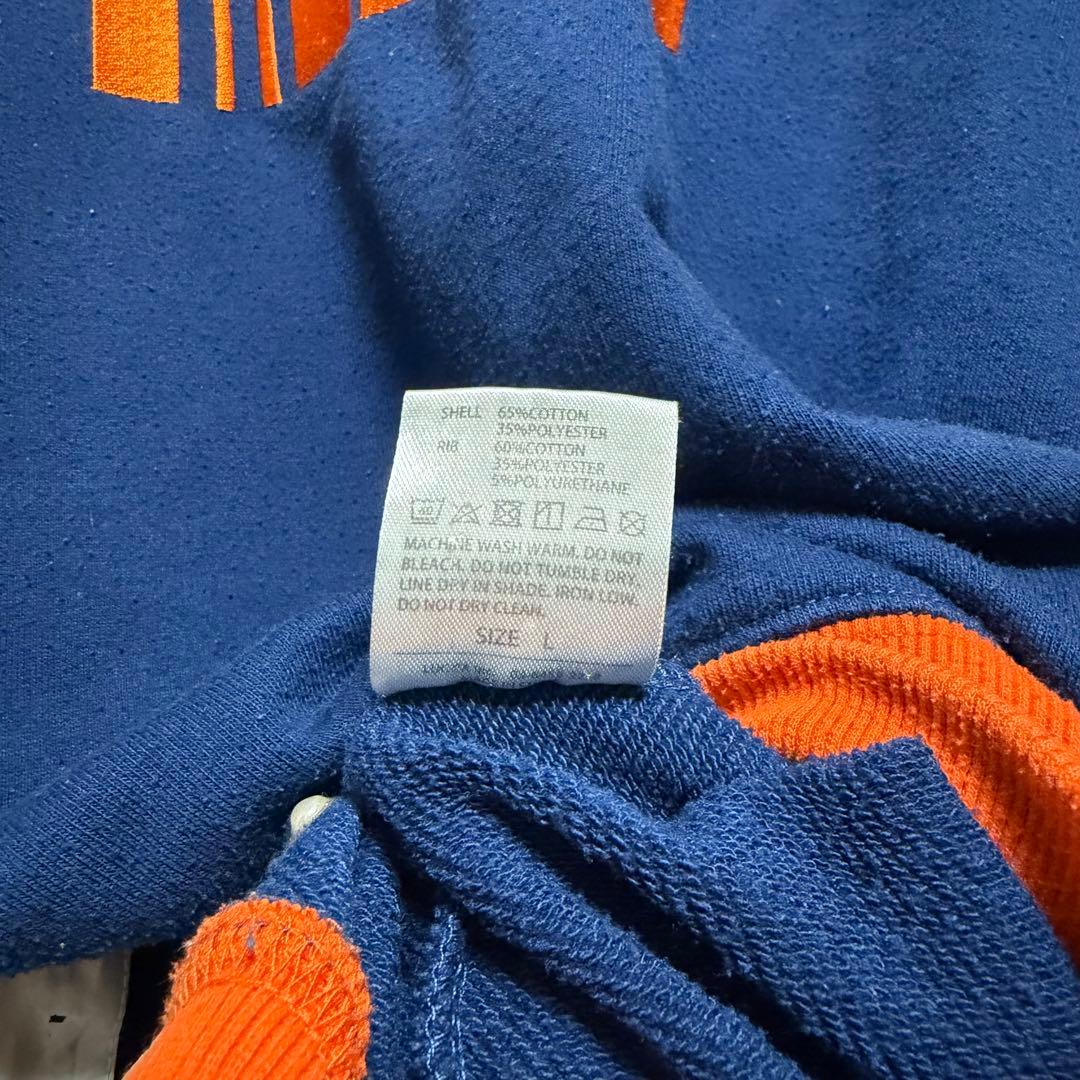 SHELL 65%COTTON
35%POLYESTER
RIB 60%COTTON
35%POLYESTER
5%POLYURETHANE
40
MACHINE WASH WARM. DO NOT
BLEACH. DO NOT TUMBLE DRY.
LINE DRY IN SHADE. IRON LOW.
DO NOT DRY CLEAN.
SIZE L